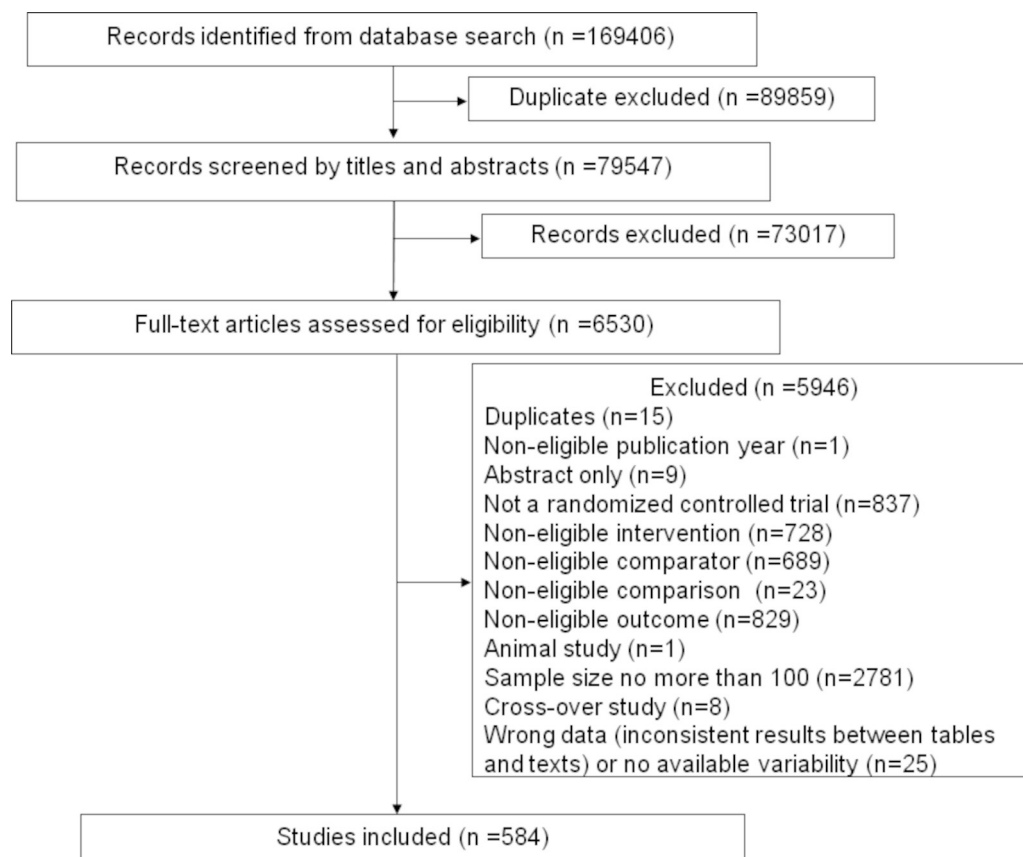 Records identified from database search (n =169406)
Duplicate excluded (n =89859)
Records screened by titles and abstracts (n =79547)
Records excluded (n =73017)
Full-text articles assessed for eligibility (n =6530)
Excluded (n =5946)
Duplicates (n=15)
Non-eligible publication year (n=1)
Abstract only (n=9)
Not a randomized controlled trial (n=837)
Non-eligible intervention (n=728)
Non-eligible comparator (n=689)
Non-eligible comparison (n=23)
Non-eligible outcome (n=829)
Animal study (n=1)
Sample size no more than 100 (n=2781)
Cross-over study (n=8)
Wrong data (inconsistent results between tables
and texts) or no available variability (n=25)
Studies included (n =584)